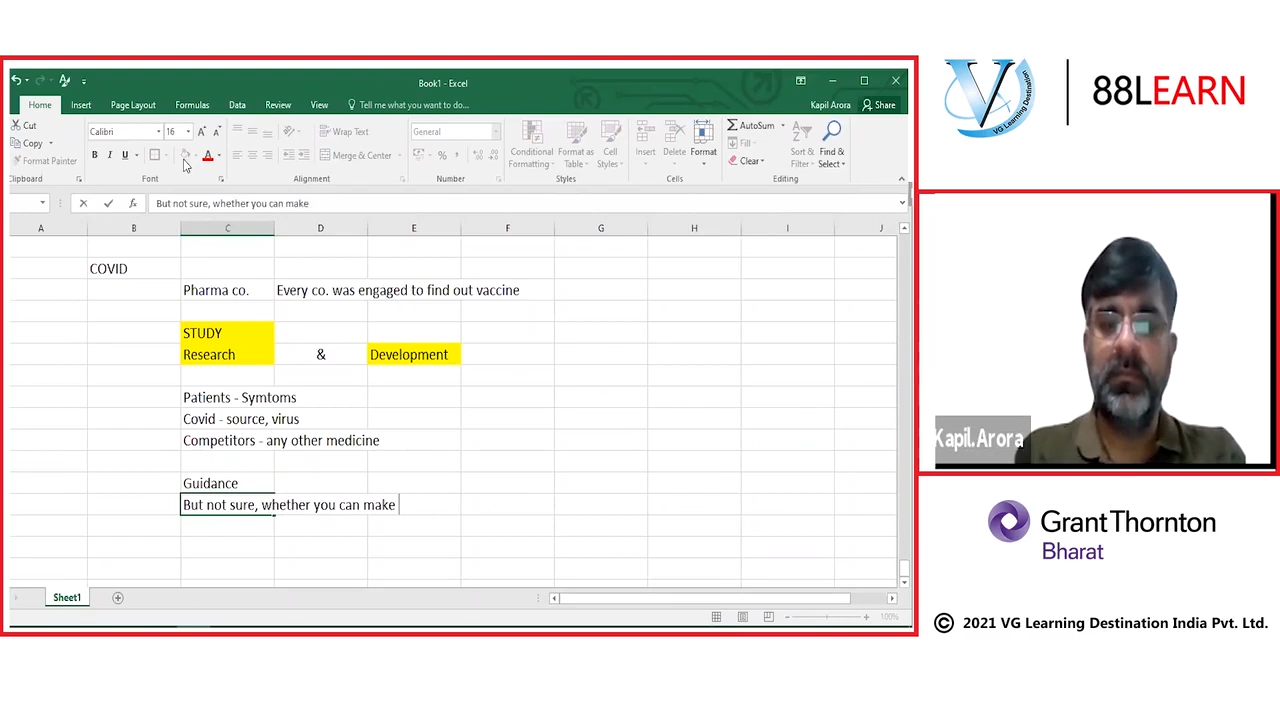 Book1 - Excel
Home Insert Page Layout Formulas Data Review View Tell me what you want to do... Kapil Arora Share
Cut
Copy
Format Painter
Clipboard
Calibri 16
B I U
Font
Wrap Text
Merge & Center
Alignment
General
%
Number
Conditional Formatting
Format as Table
Cell Styles
Styles
Insert Delete Format
Cells
AutoSum
Fill
Clear
Sort & Filter
Find & Select
Editing
fx But not sure, whether you can make
A B C D E F G H I J
COVID
Pharma co. Every co. was engaged to find out vaccine
STUDY
Research & Development
Patients - Symtoms
Covid - source, virus
Competitors - any other medicine
Guidance
But not sure, whether you can make
Sheet1
100%
V VG Learning Destination
88LEARN
Kapil.Arora
GrantThornton
Bharat
© 2021 VG Learning Destination India Pvt. Ltd.